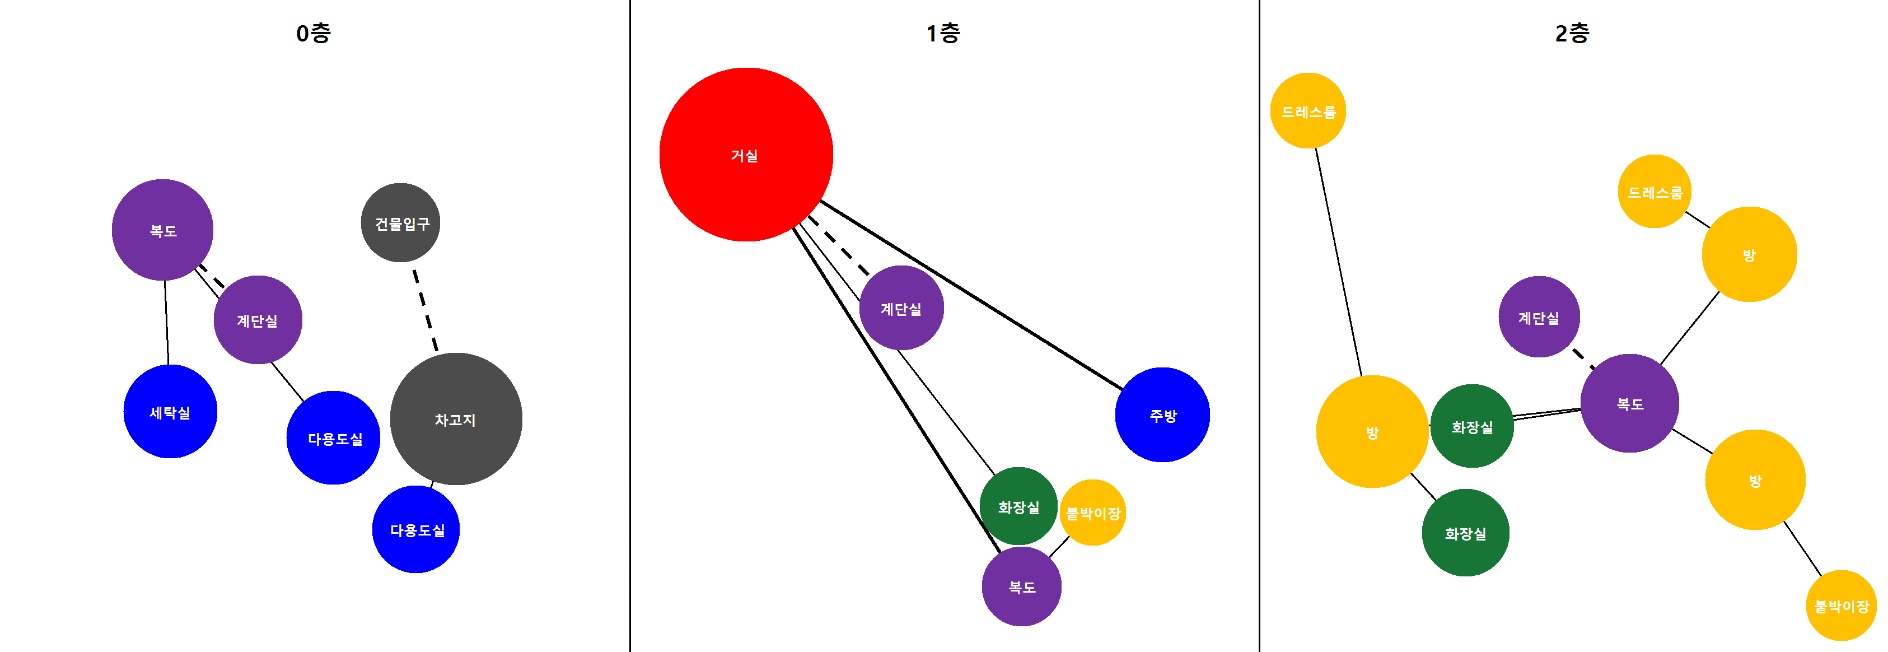 0층
복도
건물입구
계단실
세탁실
다용도실
차고지
다용도실
1층
거실
계단실
주방
화장실
붙박이장
복도
2층
드레스룸
드레스룸
방
계단실
복도
방
화장실
방
화장실
붙박이장